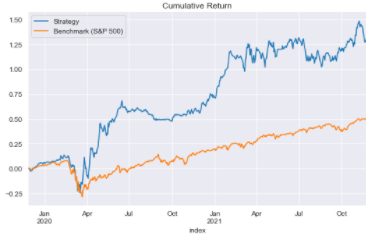 Cumulative Return
Strategy
Benchmark (S&P 500)
1.50
1.25
1.00
0.75
0.50
0.25
0.00
−0.25
Jan Apr Jul Oct Jan Apr Jul Oct
2020 2021
index